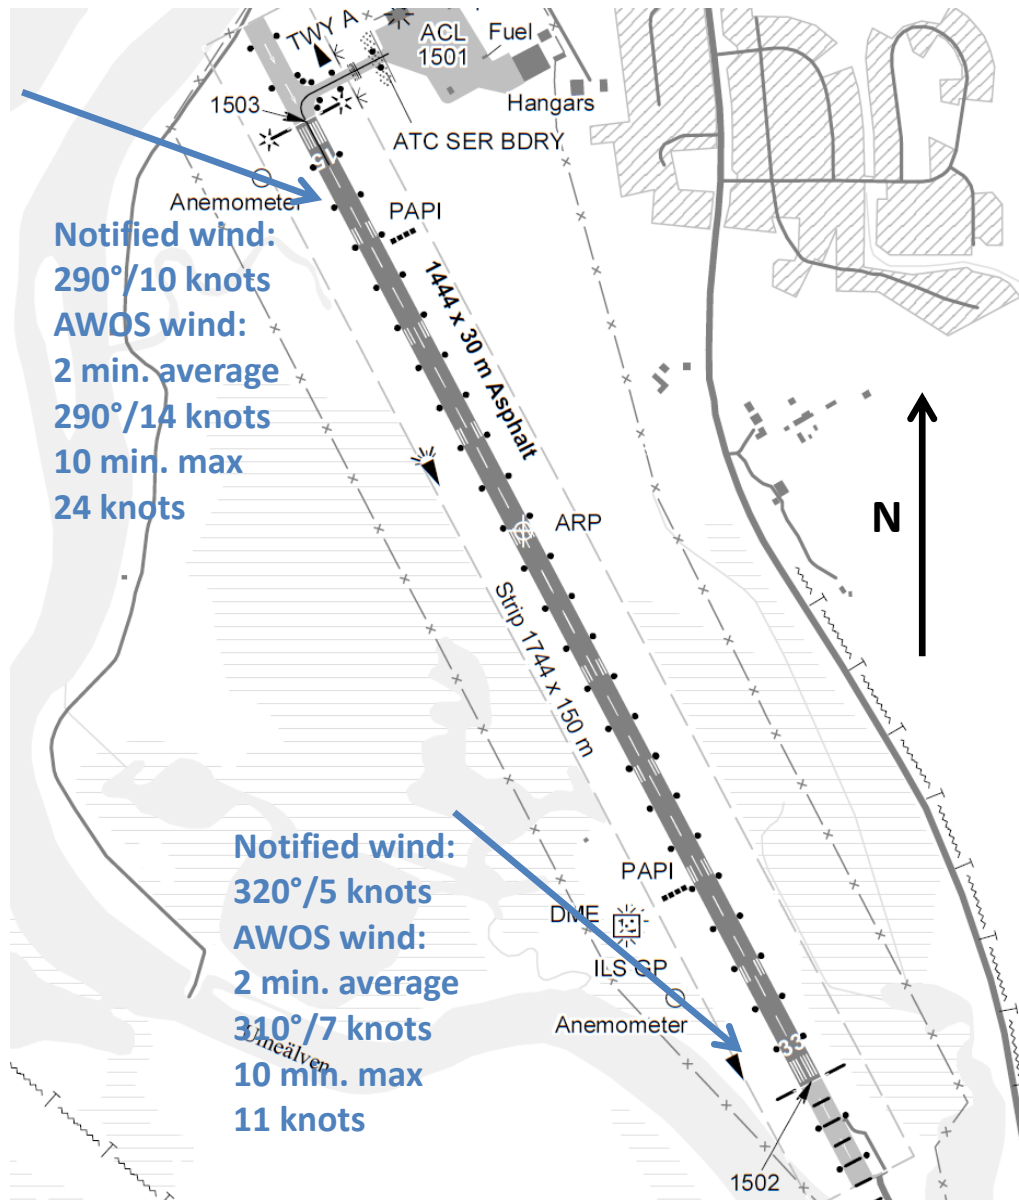 TWY A
ACL
1501
Fuel
1503
Hangars
ATC SER BDRY
Anemometer
PAPI
Notified wind:
290°/10 knots
AWOS wind:
2 min. average
290°/14 knots
10 min. max
24 knots
1444 x 30 m Asphalt
ARP
N
Strip 1744 x 150 m
Notified wind:
320°/5 knots
AWOS wind:
2 min. average
310°/7 knots
10 min. max
11 knots
PAPI
DME
ILS GP
Anemometer
Umeälven
33
1502